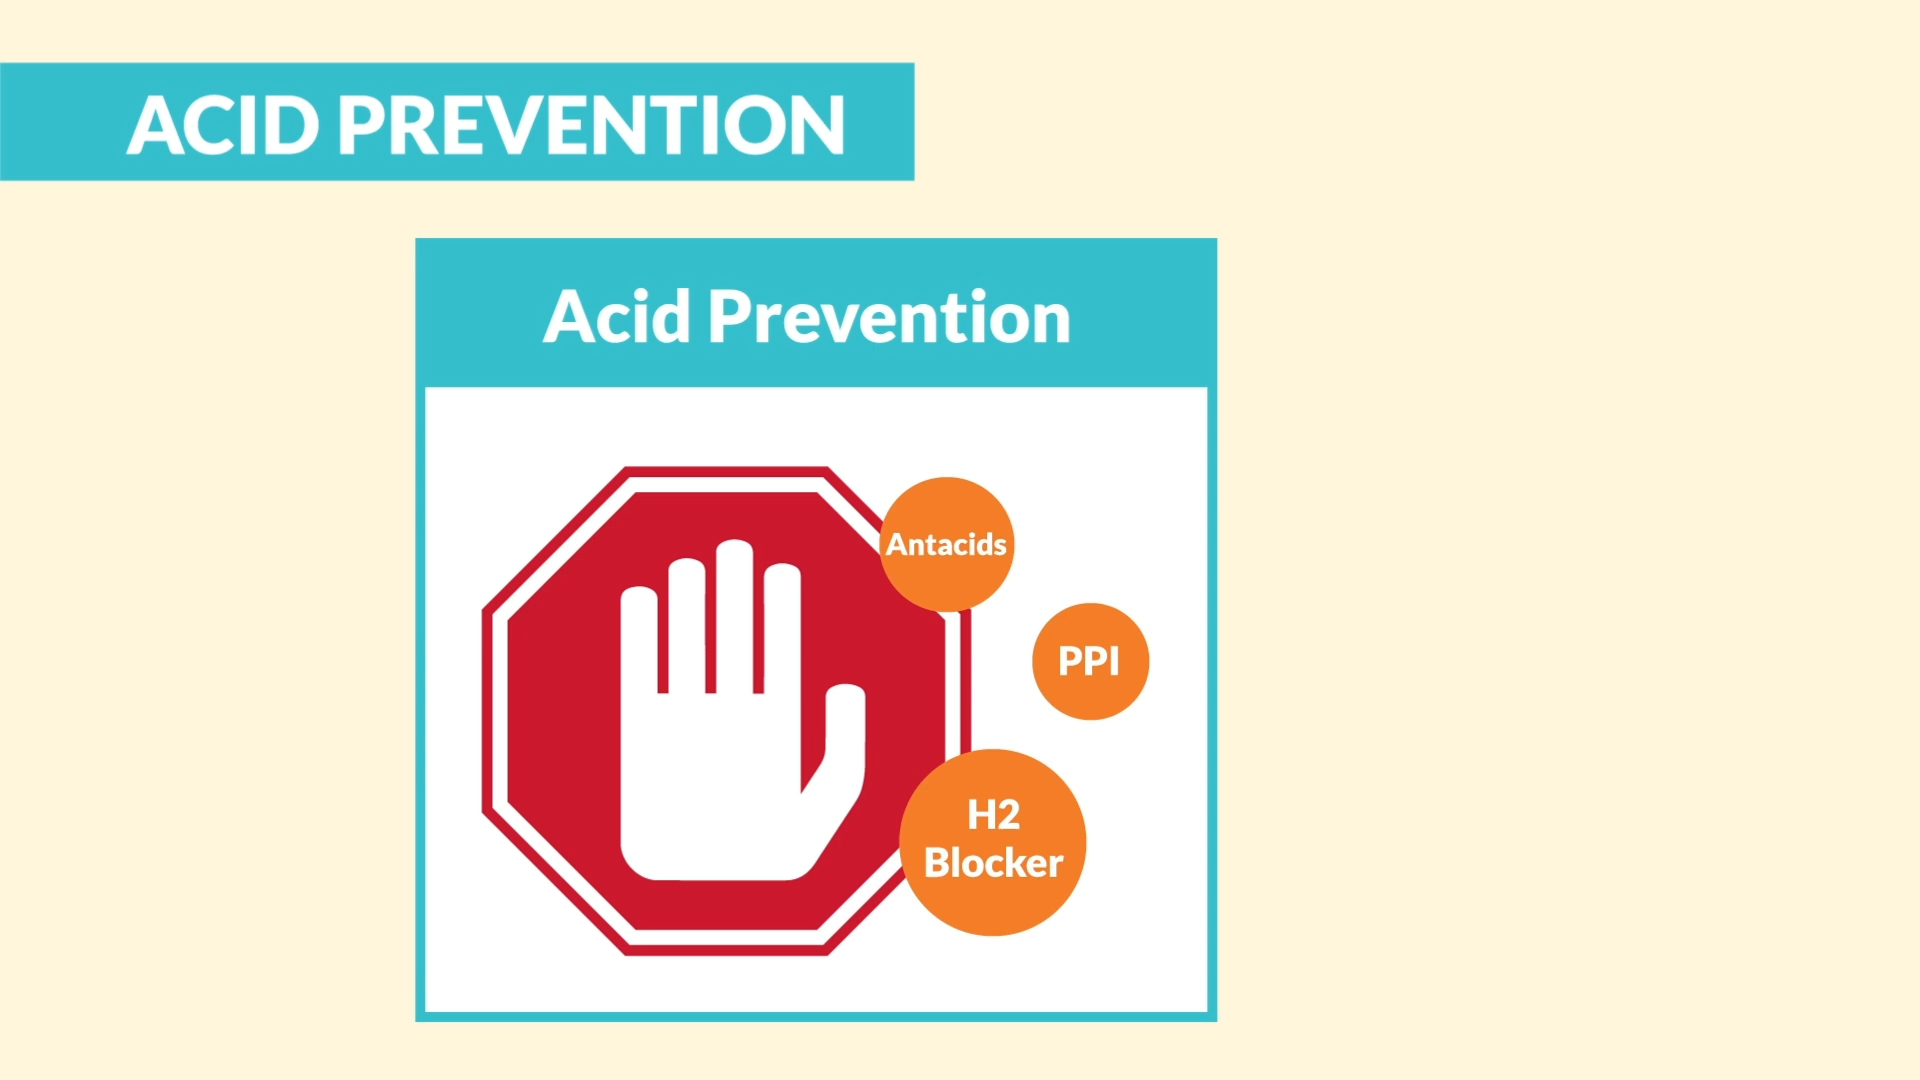 ACID PREVENTION
Acid Prevention
Antacids
PPI
H2
Blocker